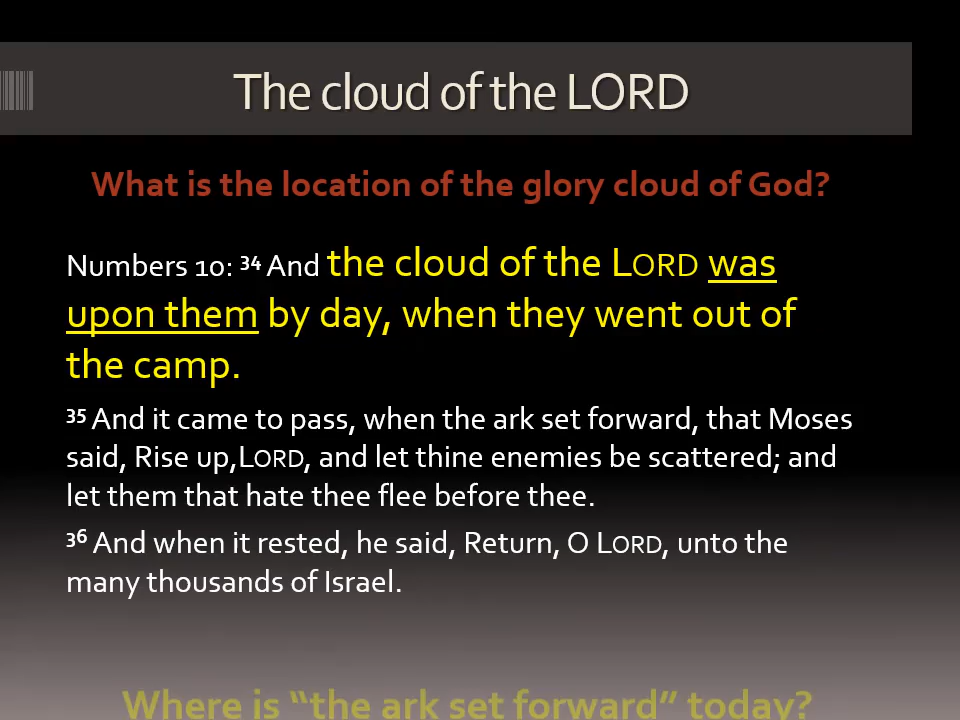 The cloud of the LORD
What is the location of the glory cloud of God?
Numbers 10: 34 And the cloud of the LORD was
upon them by day, when they went out of
the camp.
35 And it came to pass, when the ark set forward, that Moses
said, Rise up,LORD, and let thine enemies be scattered; and
let them that hate thee flee before thee.
36 And when it rested, he said, Return, O LORD, unto the
many thousands of Israel.
Where is “the ark set forward” today?